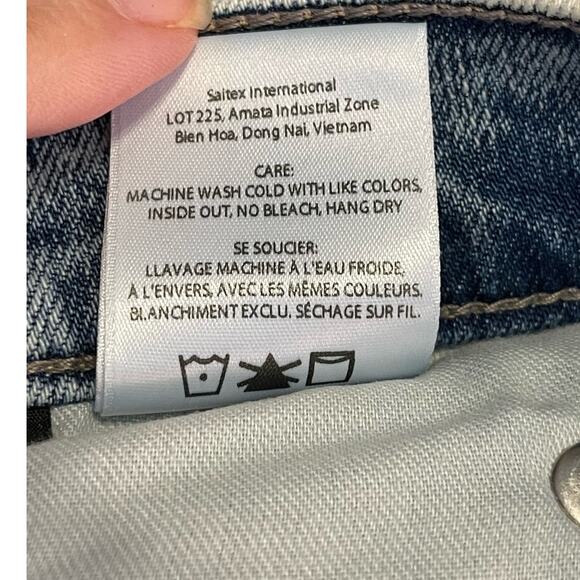 Saitex International
LOT 225, Amata Industrial Zone
Bien Hoa, Dong Nai, Vietnam
CARE:
MACHINE WASH COLD WITH LIKE COLORS,
INSIDE OUT, NO BLEACH, HANG DRY
SE SOUCIER:
LLAVAGE MACHINE À L'EAU FROIDE,
À L'ENVERS, AVEC LES MÊMES COULEURS.
BLANCHIMENT EXCLU. SÉCHAGE SUR FIL.